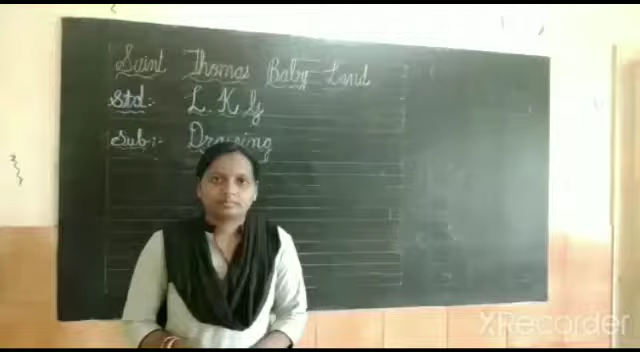 Saint Thomas Baby Land
Std:- L.K.G
Sub:- Drawing
XRecorder